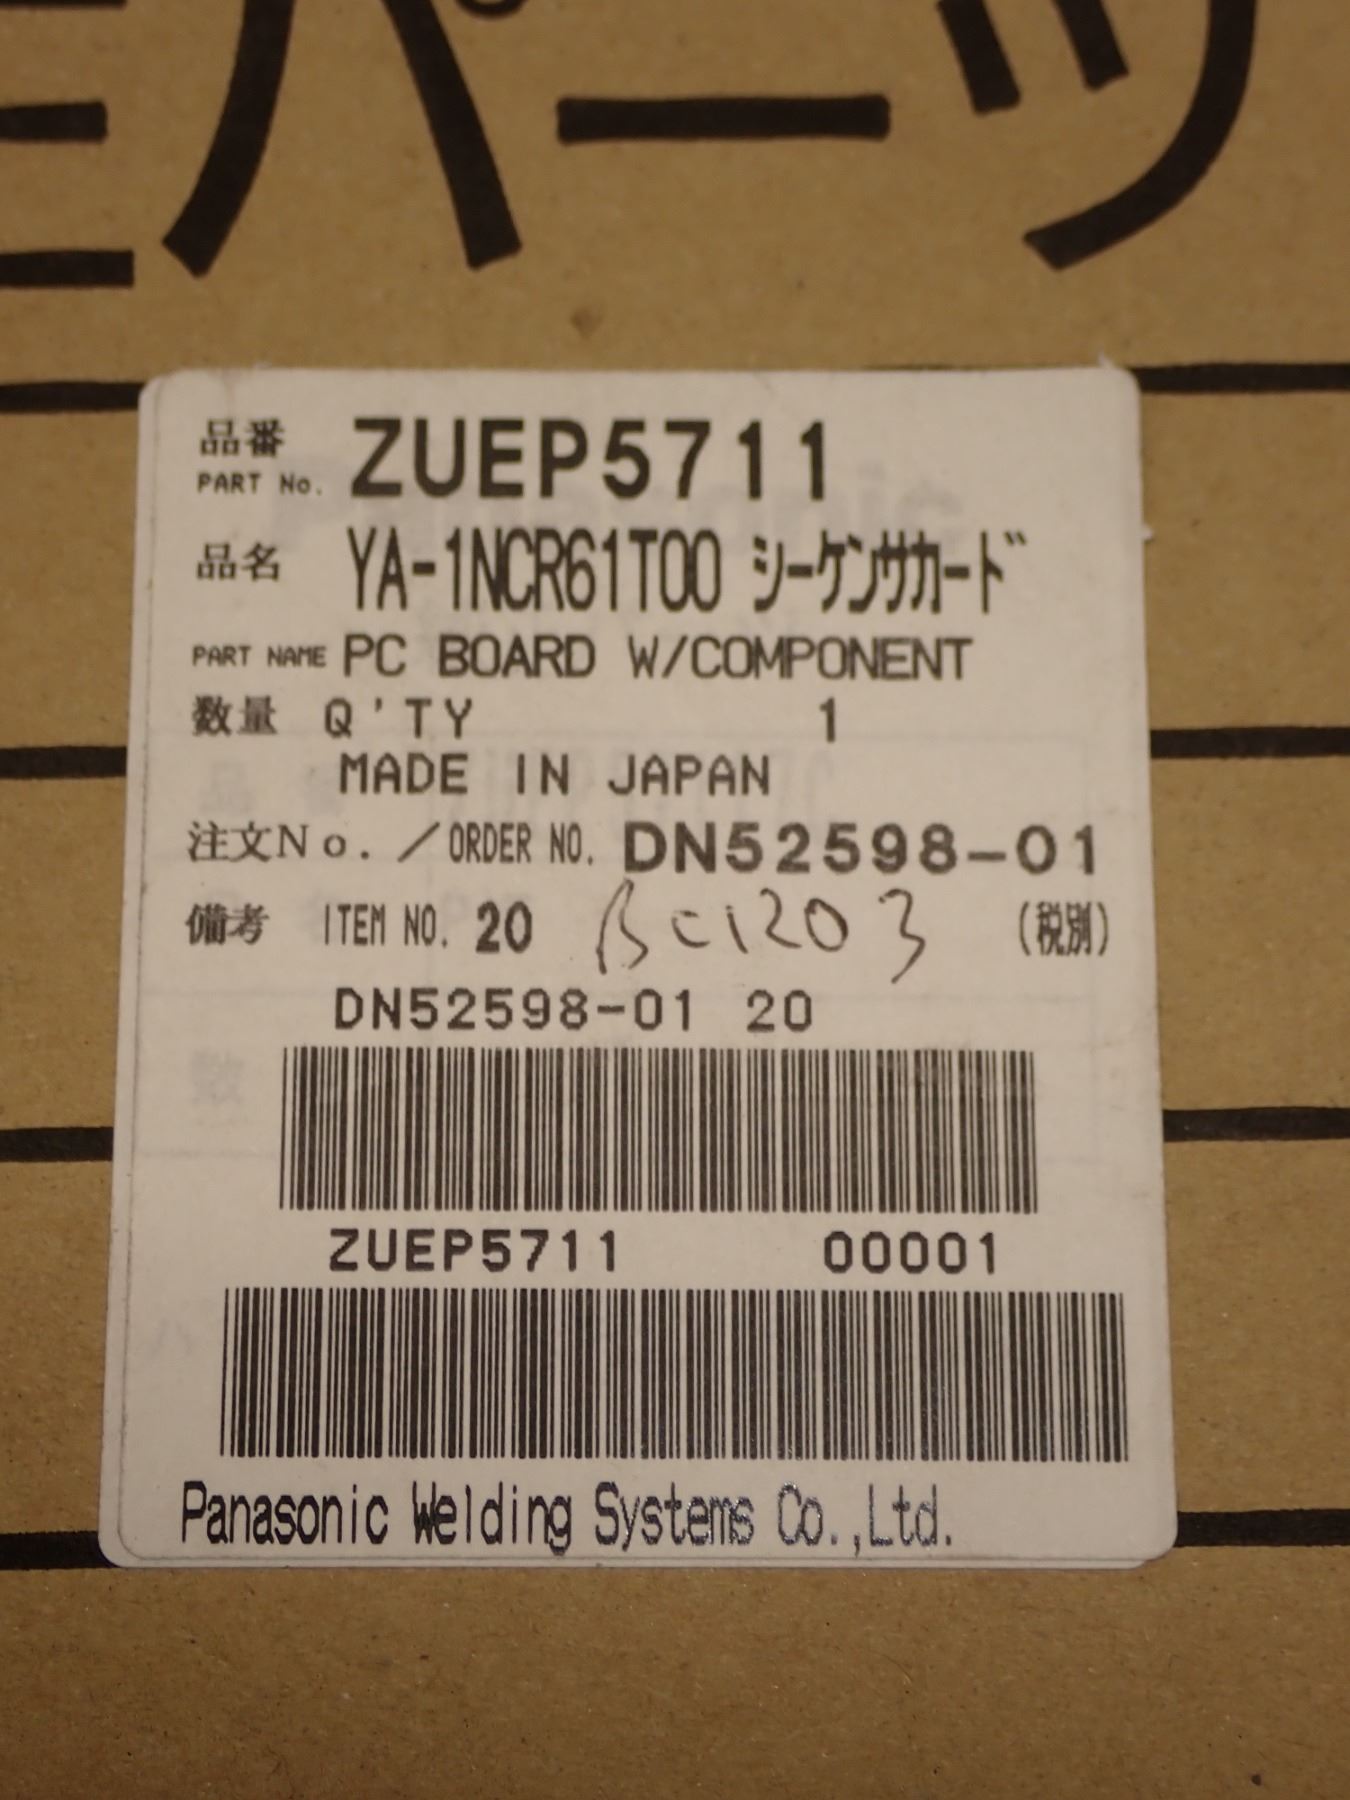 パーツ
品番
PART No. ZUEP5711
品名 YA-1NCR61T00 シーケンサカード
PART NAME PC BOARD W/COMPONENT
数量 Q'TY 1
MADE IN JAPAN
注文No./ORDER NO. DN52598-01
備考 ITEM NO. 20 BC1203 (税別)
DN52598-01 20
ZUEP5711 00001
Panasonic Welding Systems Co.,Ltd.